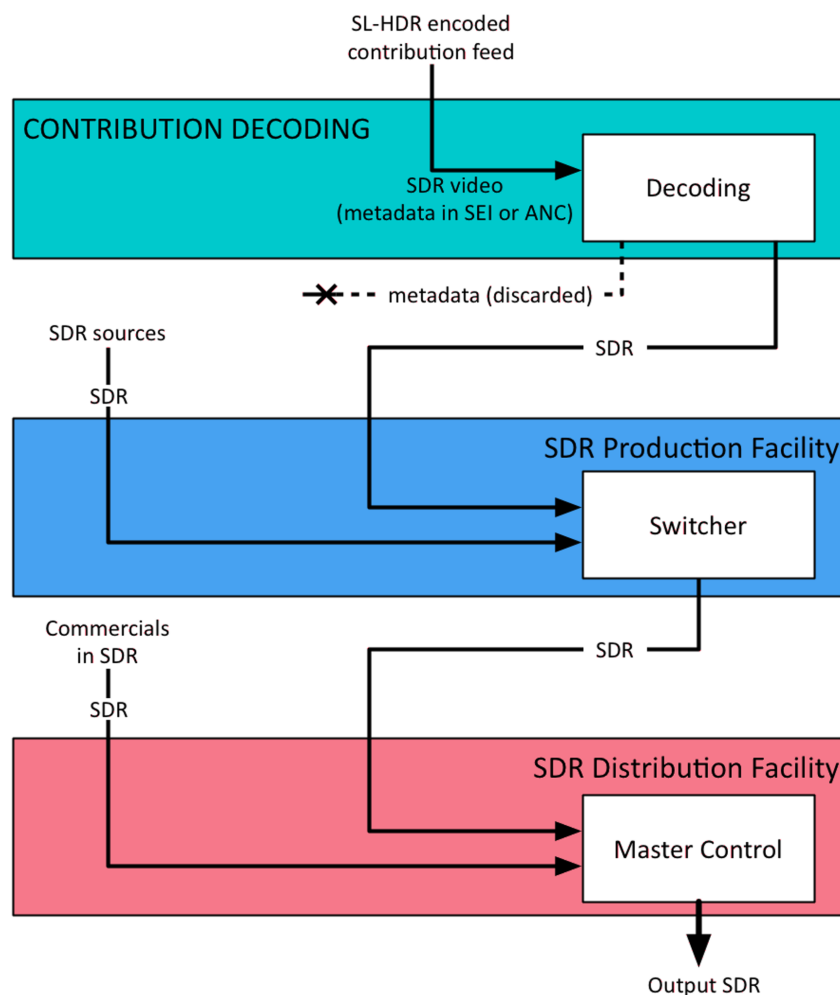 SL-HDR encoded
contribution feed
CONTRIBUTION DECODING
SDR video
(metadata in SEI or ANC)
Decoding
metadata (discarded)
SDR sources
SDR
SDR
SDR Production Facility
Switcher
Commercials
in SDR
SDR
SDR
SDR Distribution Facility
Master Control
Output SDR